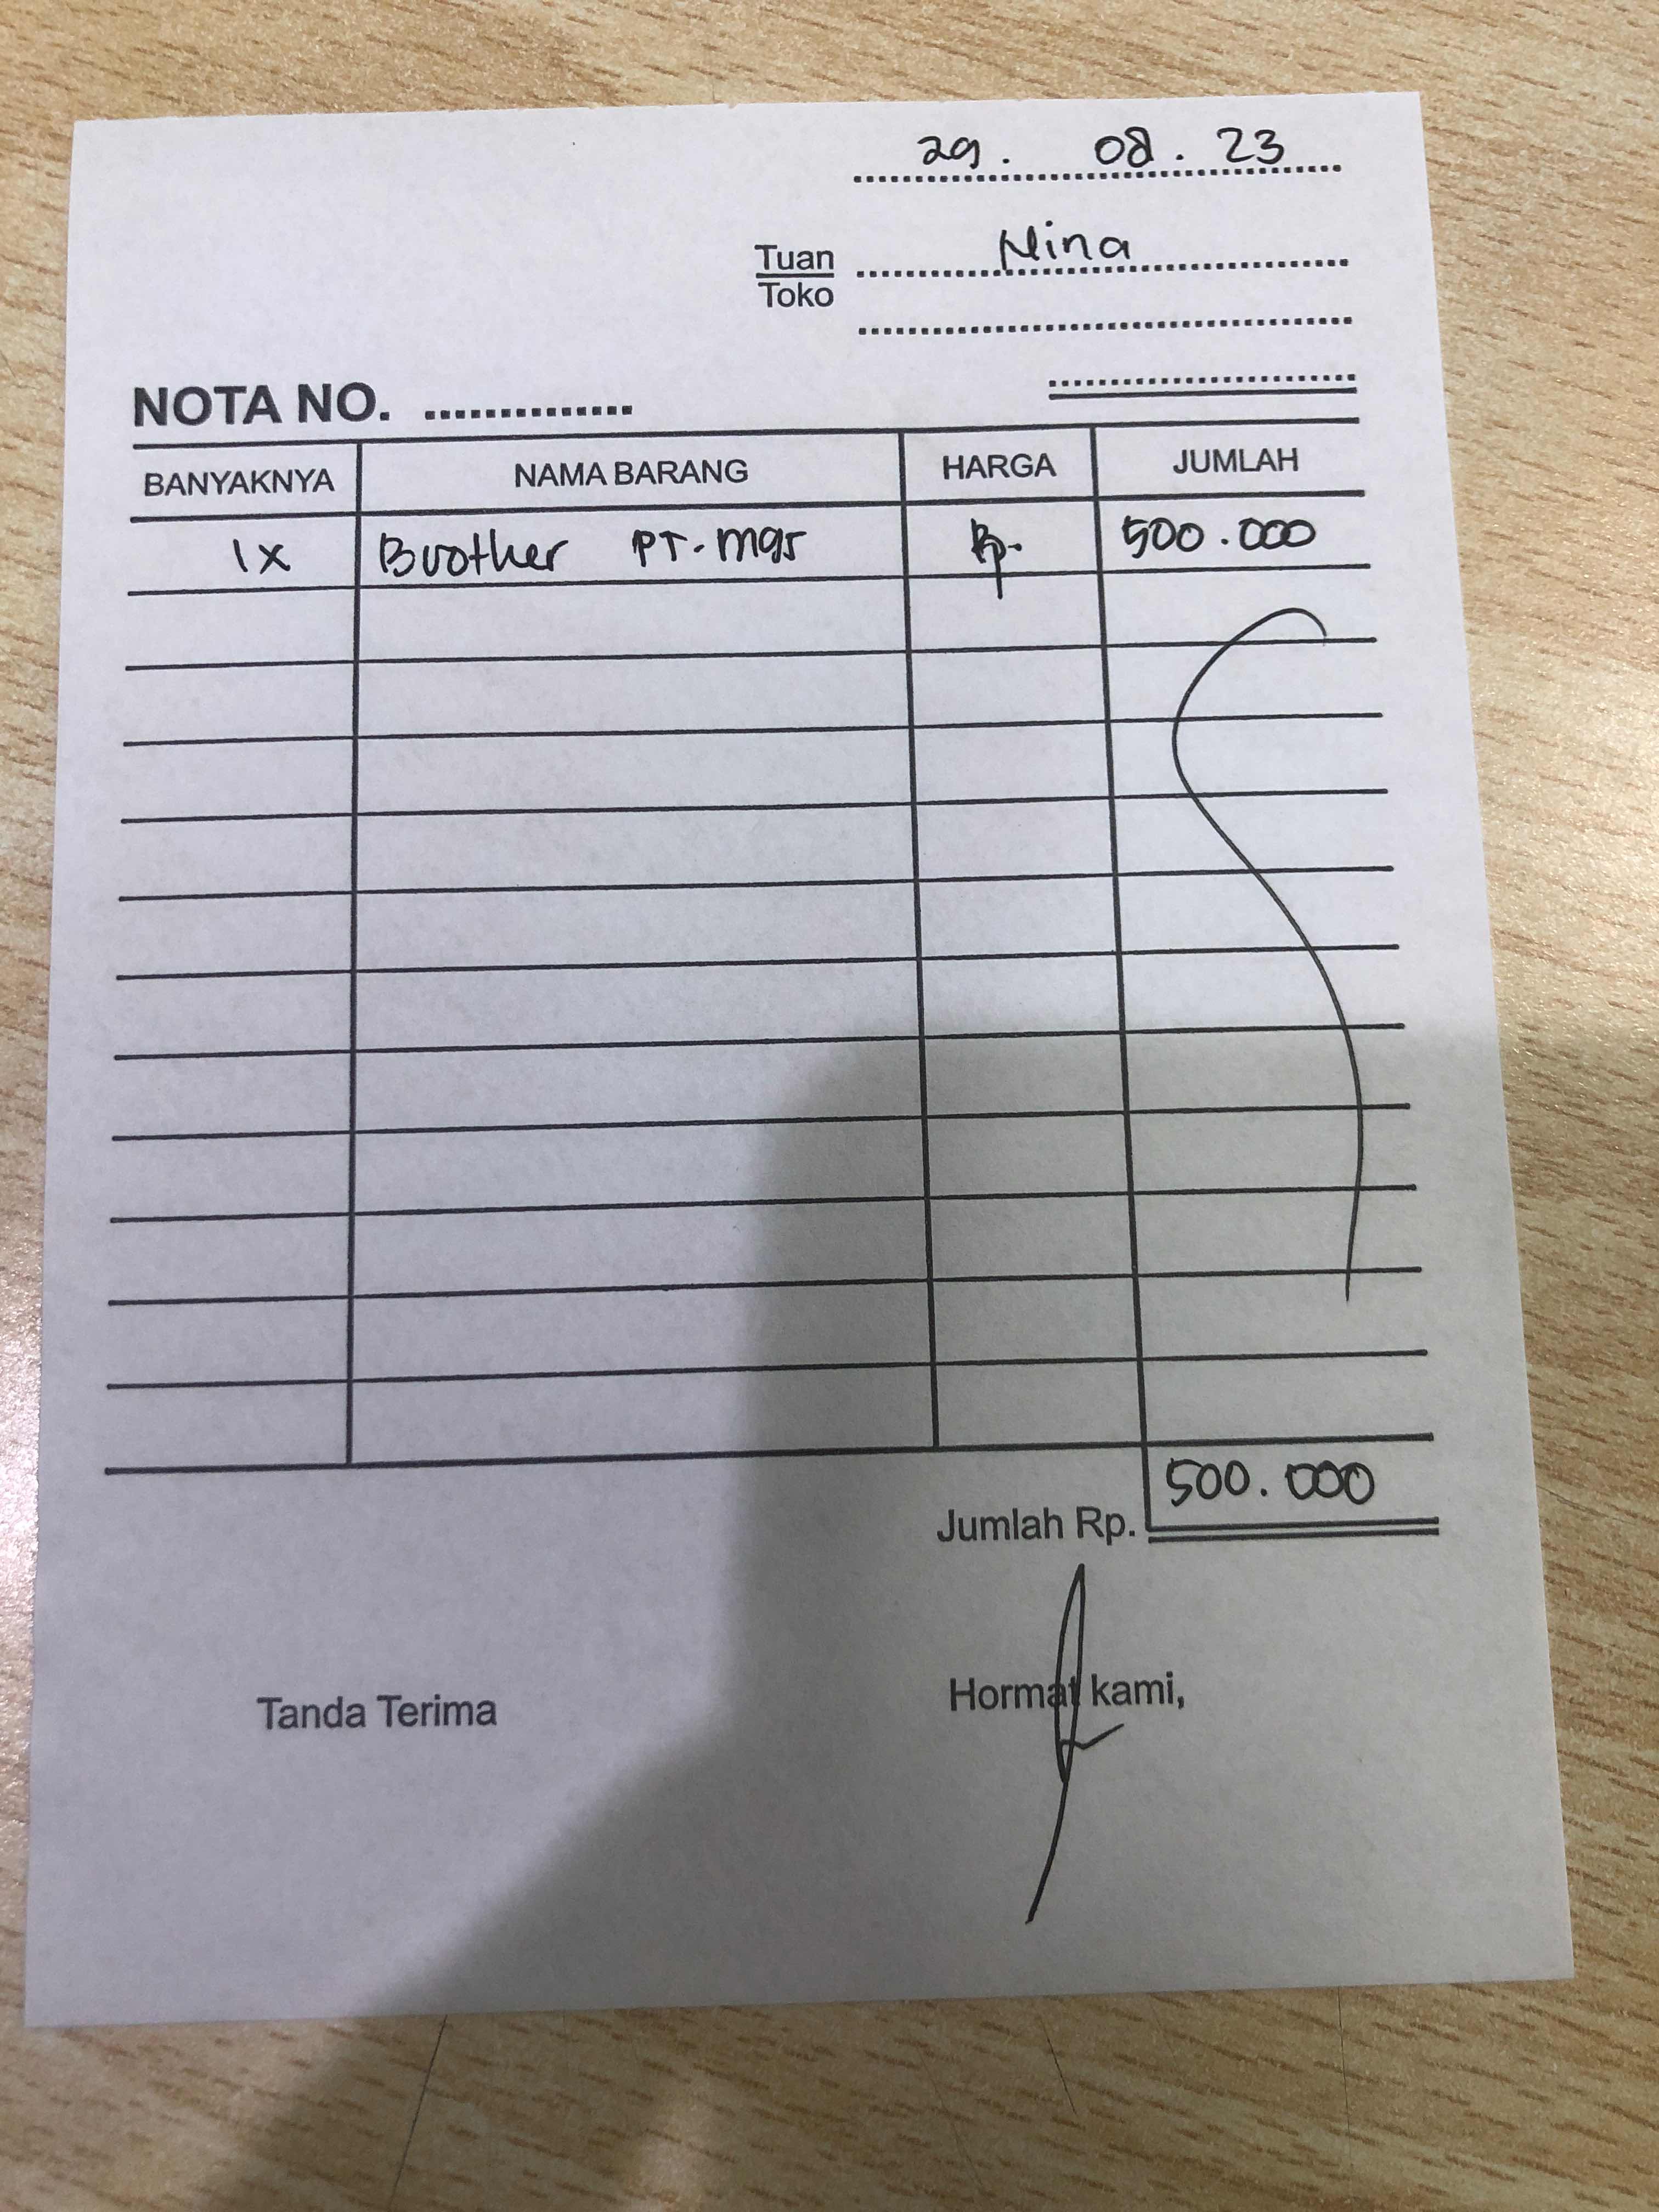 29. 08. 23
Tuan Nina
Toko
NOTA NO.
BANYAKNYA NAMA BARANG HARGA JUMLAH
1x Brother PT-M95 Rp. 500.000
Jumlah Rp. 500.000
Tanda Terima Hormat kami,